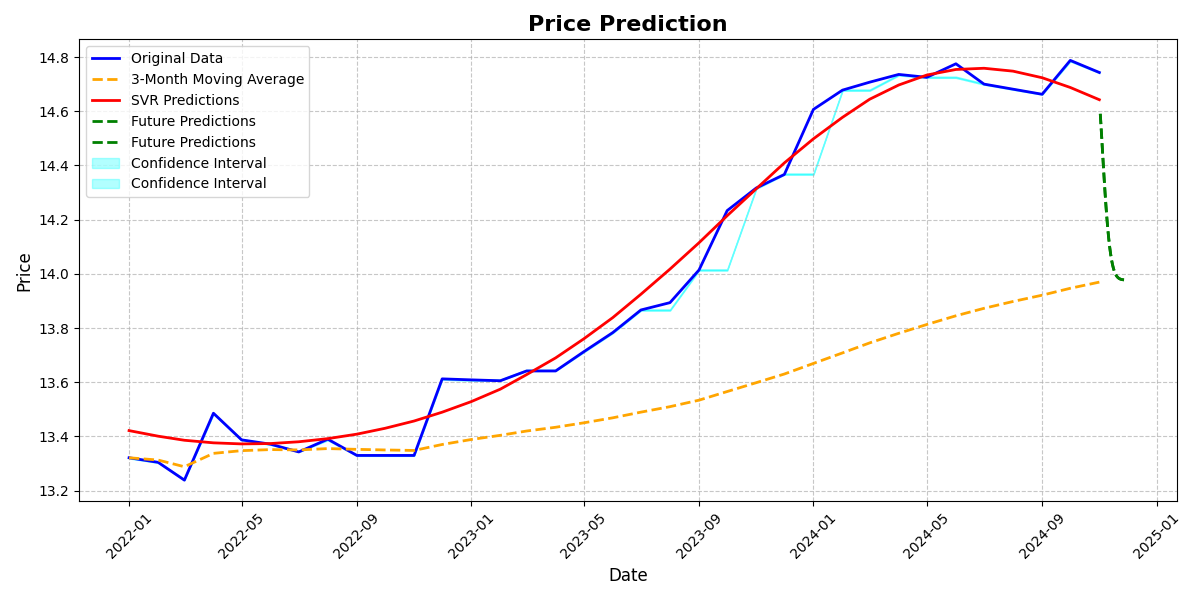 Price Prediction
Original Data
3-Month Moving Average
SVR Predictions
Future Predictions
Future Predictions
Confidence Interval
Confidence Interval
Price
14.8
14.6
14.4
14.2
14.0
13.8
13.6
13.4
13.2
2022-01
2022-05
2022-09
2023-01
2023-05
2023-09
2024-01
2024-05
2024-09
2025-01
Date